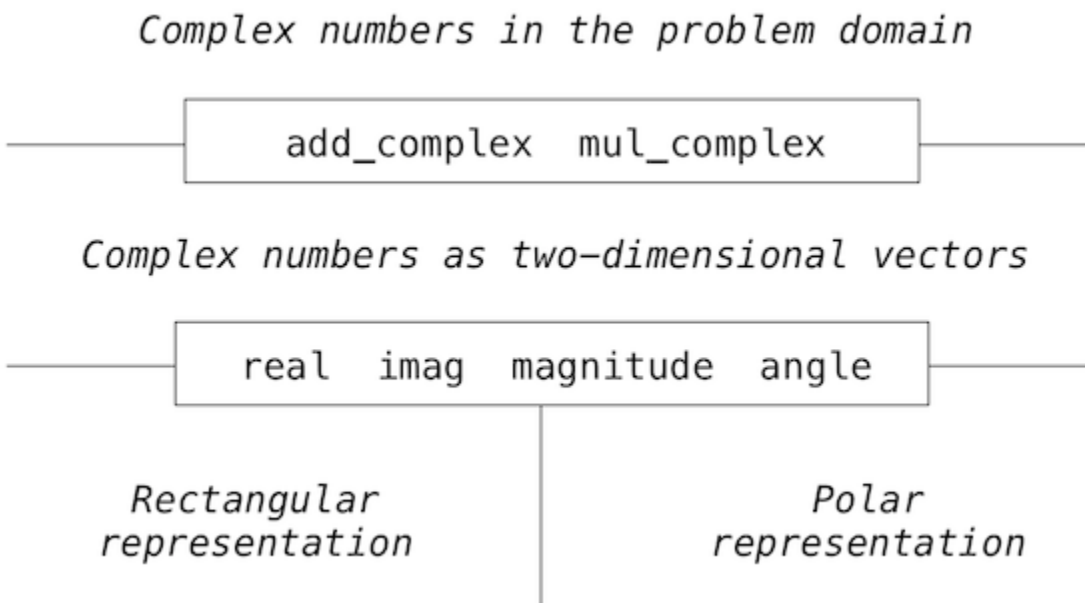 Complex numbers in the problem domain
add_complex mul_complex
Complex numbers as two-dimensional vectors
real imag magnitude angle
Rectangular
representation
Polar
representation